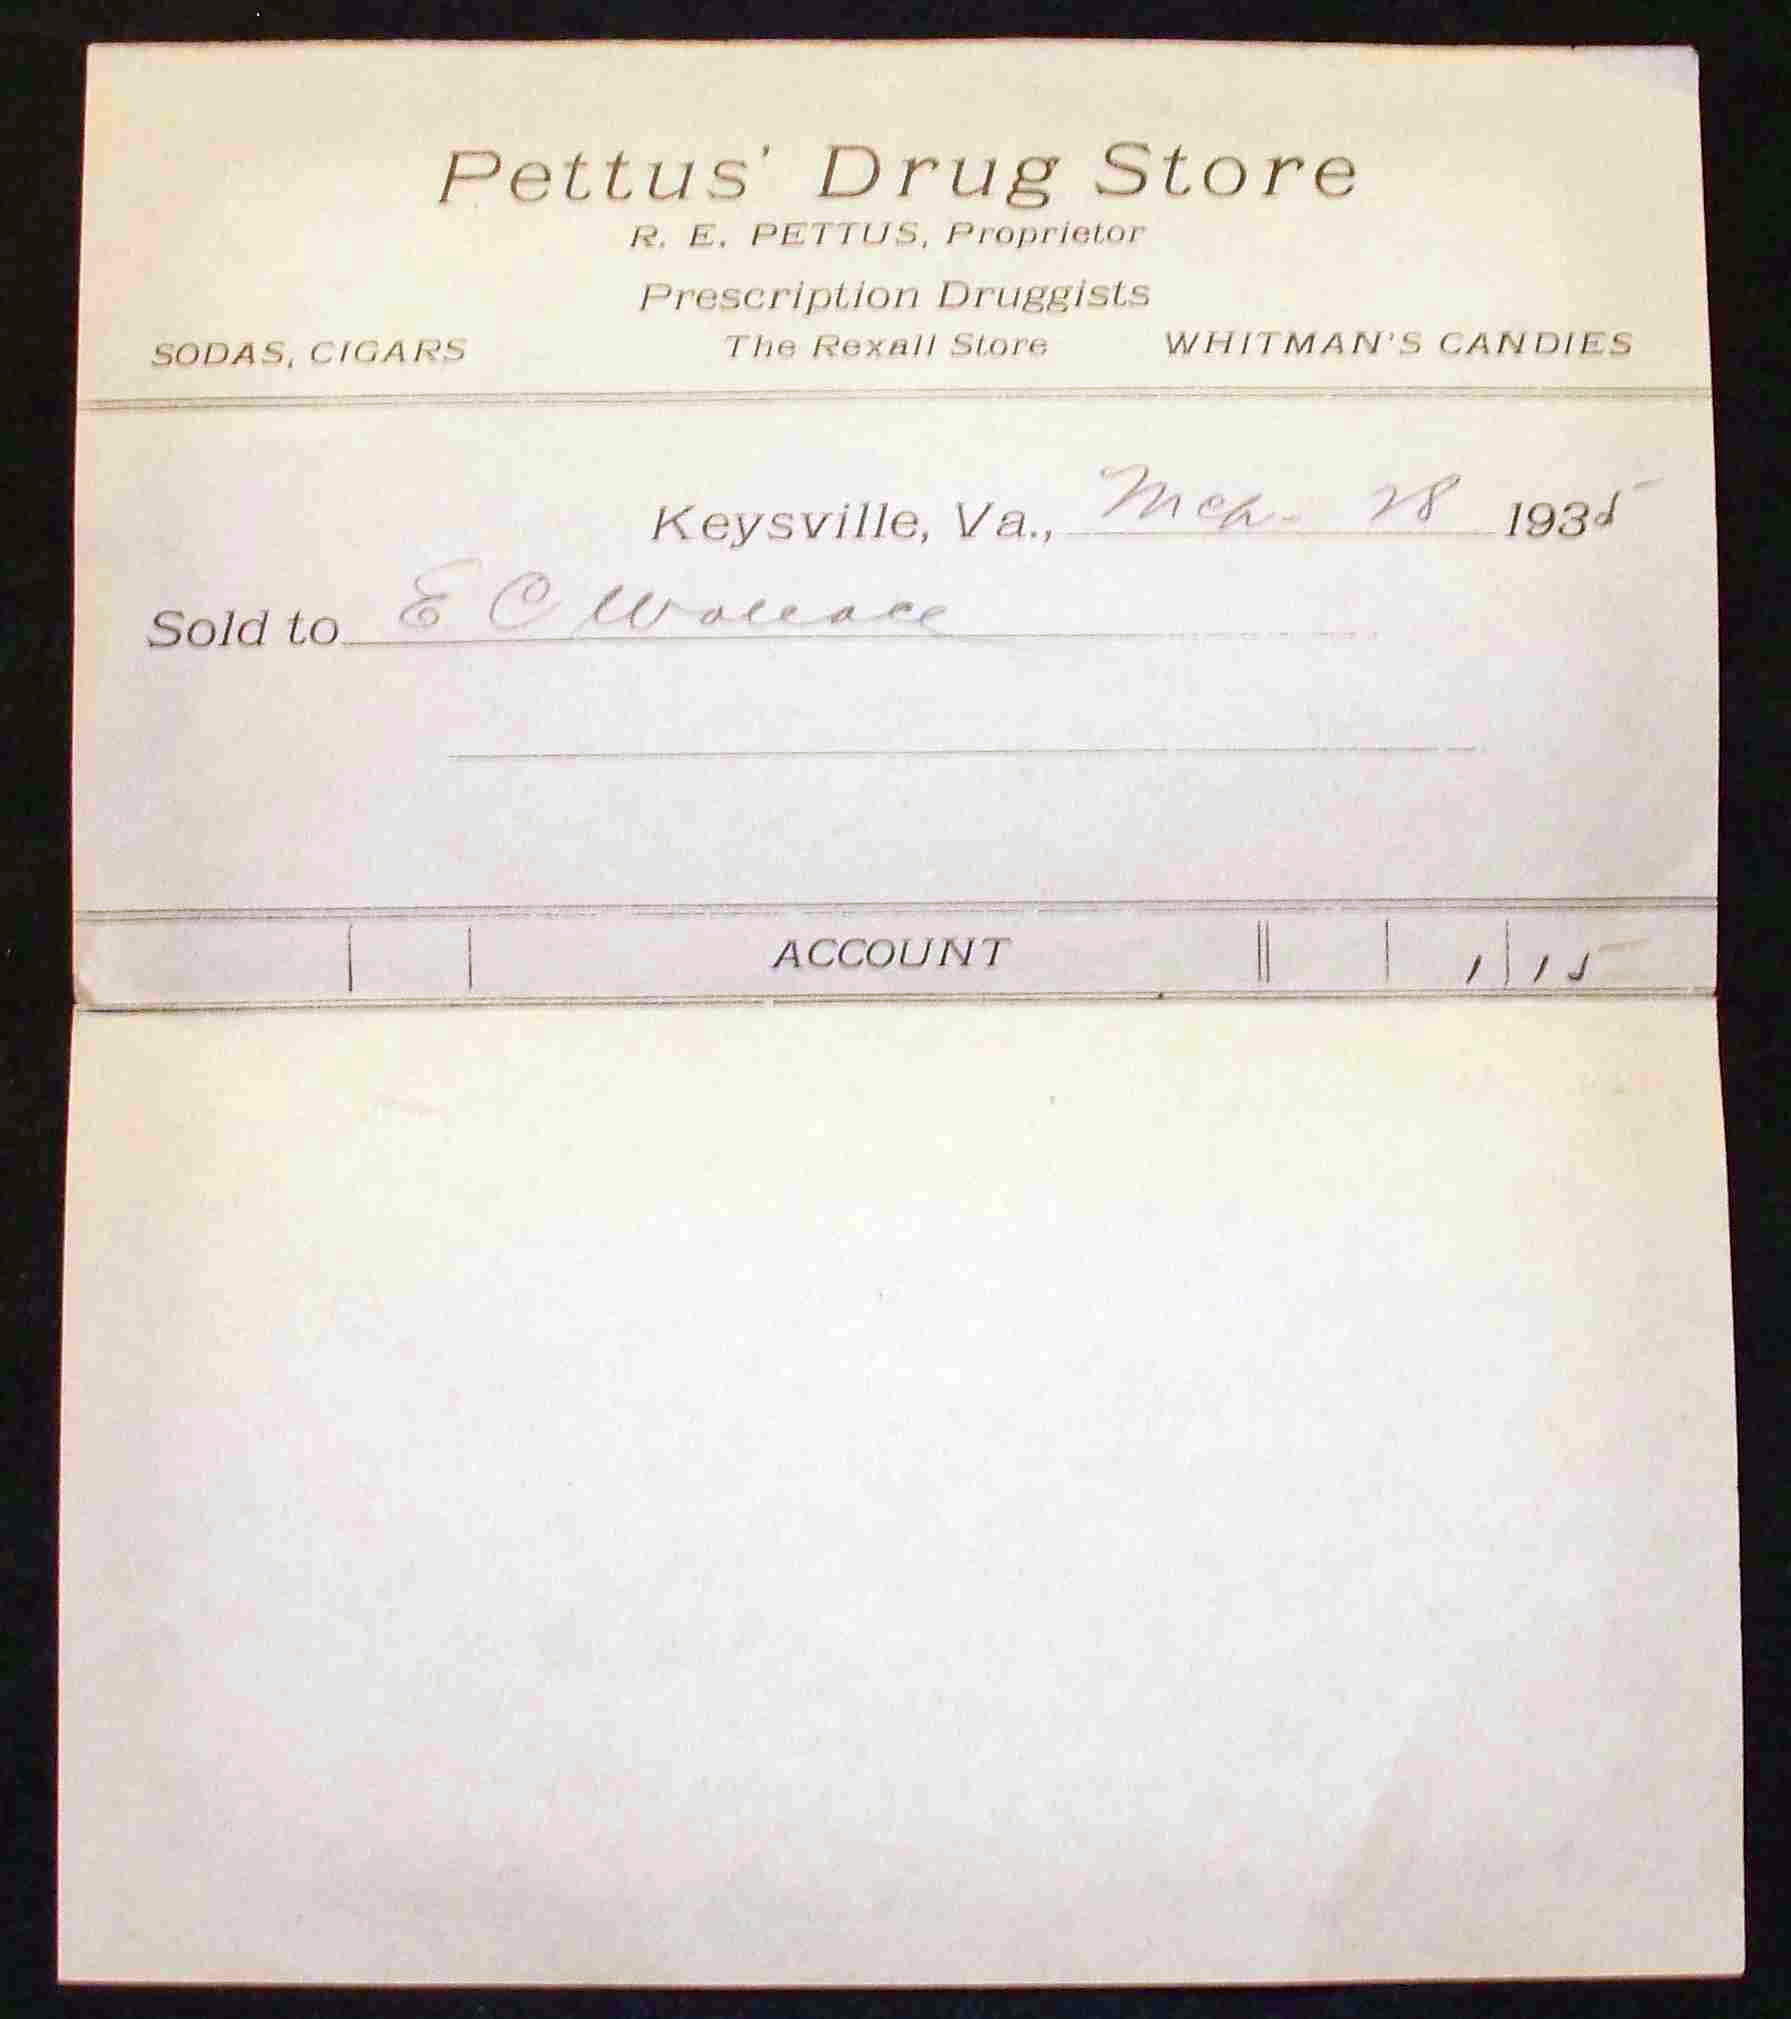 Pettus' Drug Store
R. E. PETTUS, Proprietor
Prescription Druggists
SODAS, CIGARS The Rexall Store WHITMAN'S CANDIES
Keysville, Va., Mch- 28 1935
Sold to E C Wallace
ACCOUNT 1 15